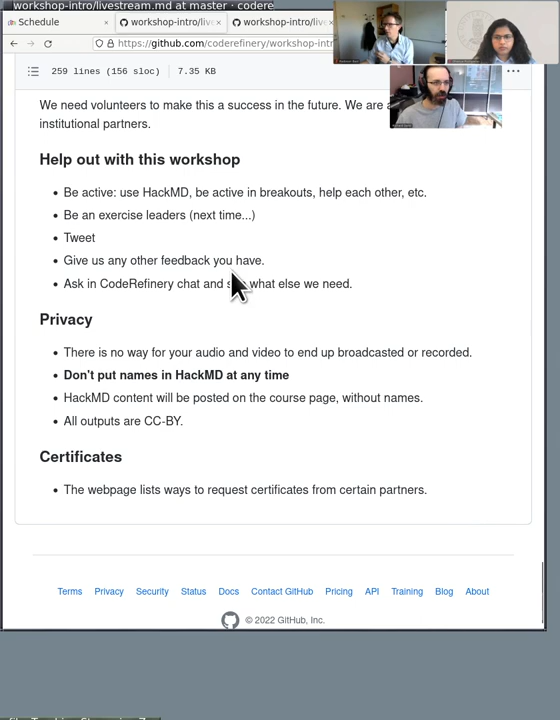 workshop-intro/livestream.md at master · codere
Schedule
workshop-intro/live
workshop-intro/live
https://github.com/coderefinery/workshop-intr
259 lines (156 sloc) 7.35 KB
We need volunteers to make this a success in the future. We are a
institutional partners.
Help out with this workshop
Be active: use HackMD, be active in breakouts, help each other, etc.
Be an exercise leaders (next time...)
Tweet
Give us any other feedback you have.
Ask in CodeRefinery chat and what else we need.
Privacy
There is no way for your audio and video to end up broadcasted or recorded.
Don't put names in HackMD at any time
HackMD content will be posted on the course page, without names.
All outputs are CC-BY.
Certificates
The webpage lists ways to request certificates from certain partners.
Terms Privacy Security Status Docs Contact GitHub Pricing API Training Blog About
© 2022 GitHub, Inc.